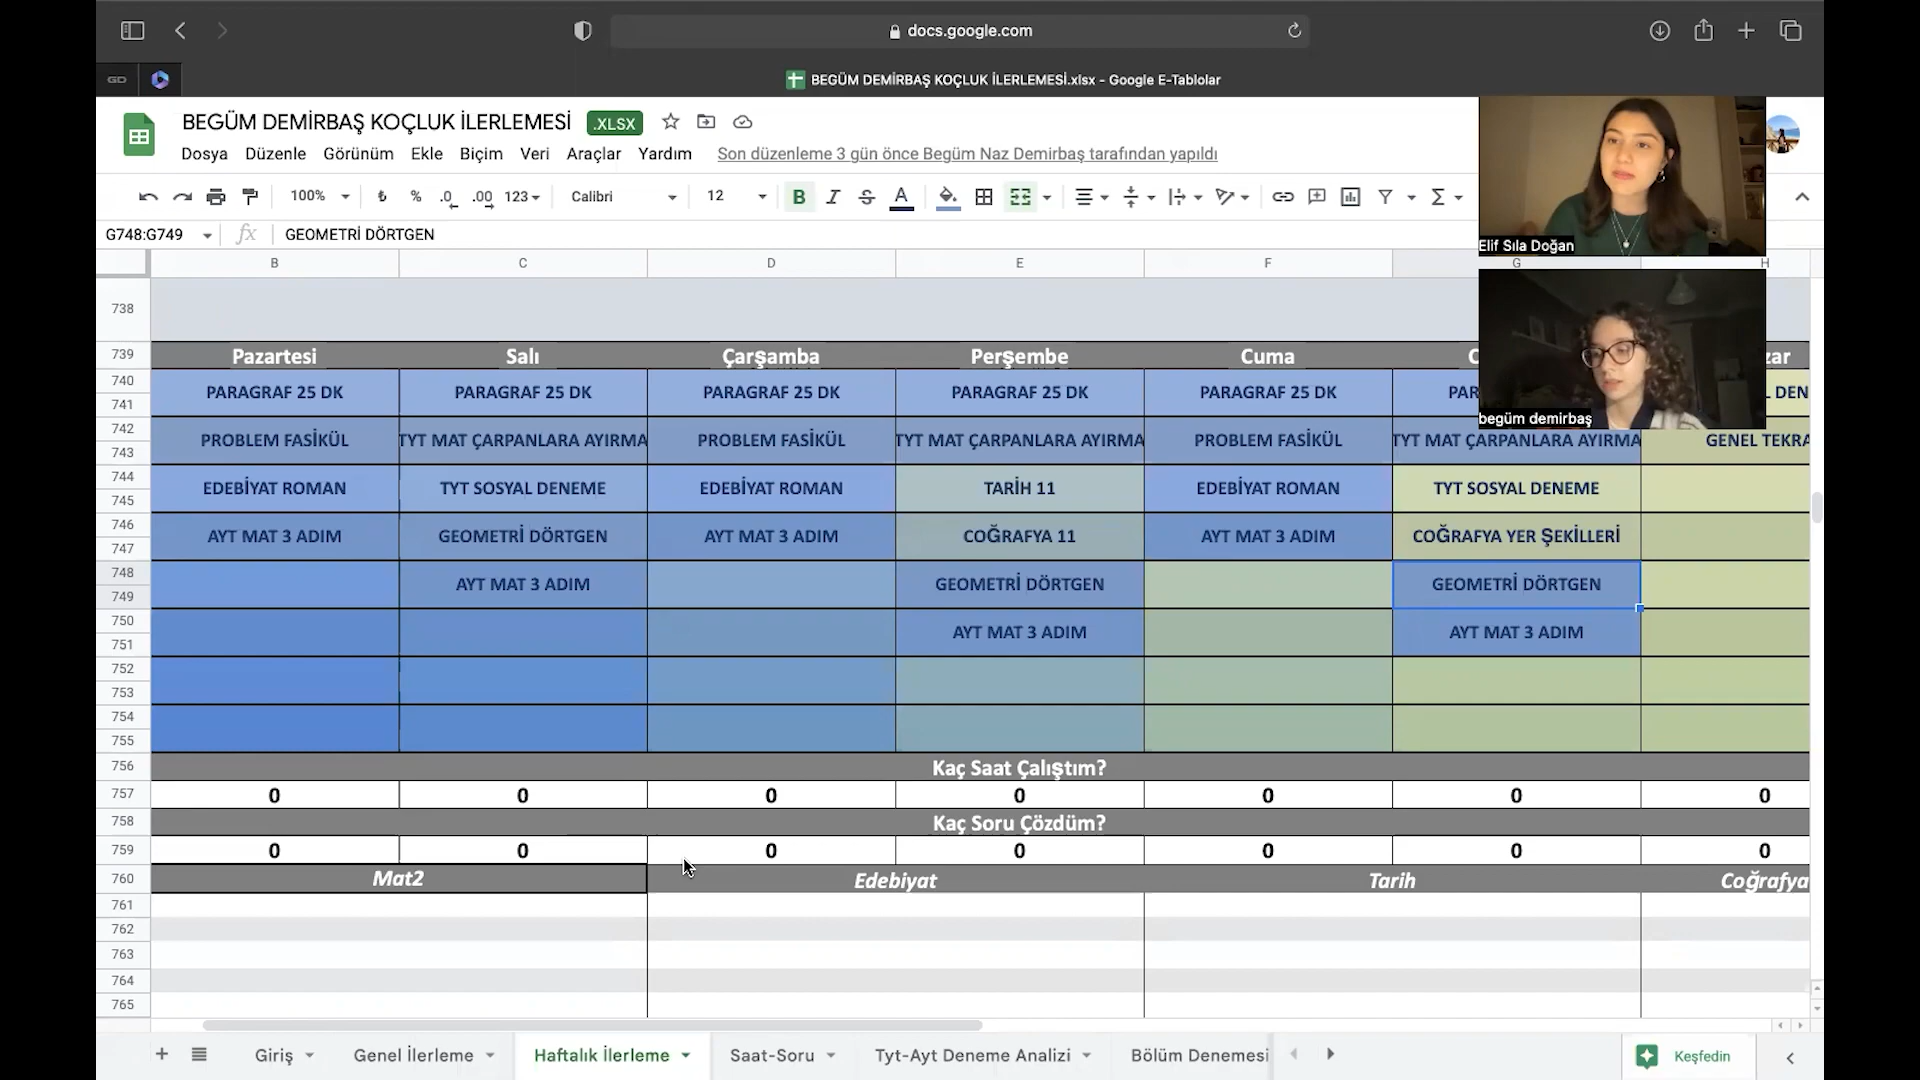 docs.google.com
GD
BEGÜM DEMİRBAŞ KOÇLUK İLERLEMESİ.xlsx - Google E-Tablolar
BEGÜM DEMİRBAŞ KOÇLUK İLERLEMESİ .XLSX
Dosya Düzenle Görünüm Ekle Biçim Veri Araçlar Yardım Son düzenleme 3 gün önce Begüm Naz Demirbaş tarafından yapıldı
100% ₺ % .0 .00 123 Calibri 12 B I S A Σ
G748:G749 fx GEOMETRİ DÖRTGEN
Elif Sıla Doğan
begüm demirbaş
B C D E F G H
738
739 Pazartesi Salı Çarşamba Perşembe Cuma C zar
740 PARAGRAF 25 DK PARAGRAF 25 DK PARAGRAF 25 DK PARAGRAF 25 DK PARAGRAF 25 DK PAR L DEN
741
742 PROBLEM FASİKÜL TYT MAT ÇARPANLARA AYIRMA PROBLEM FASİKÜL TYT MAT ÇARPANLARA AYIRMA PROBLEM FASİKÜL TYT MAT ÇARPANLARA AYIRMA GENEL TEKRA
743
744 EDEBİYAT ROMAN TYT SOSYAL DENEME EDEBİYAT ROMAN TARİH 11 EDEBİYAT ROMAN TYT SOSYAL DENEME
745
746 AYT MAT 3 ADIM GEOMETRİ DÖRTGEN AYT MAT 3 ADIM COĞRAFYA 11 AYT MAT 3 ADIM COĞRAFYA YER ŞEKİLLERİ
747
748 AYT MAT 3 ADIM GEOMETRİ DÖRTGEN GEOMETRİ DÖRTGEN
749
750 AYT MAT 3 ADIM AYT MAT 3 ADIM
751
752
753
754
755
756 Kaç Saat Çalıştım?
757 0 0 0 0 0 0 0
758 Kaç Soru Çözdüm?
759 0 0 0 0 0 0 0
760 Mat2 Edebiyat Tarih Coğrafya
761
762
763
764
765
Giriş Genel İlerleme Haftalık İlerleme Saat-Soru Tyt-Ayt Deneme Analizi Bölüm Denemesi Keşfedin